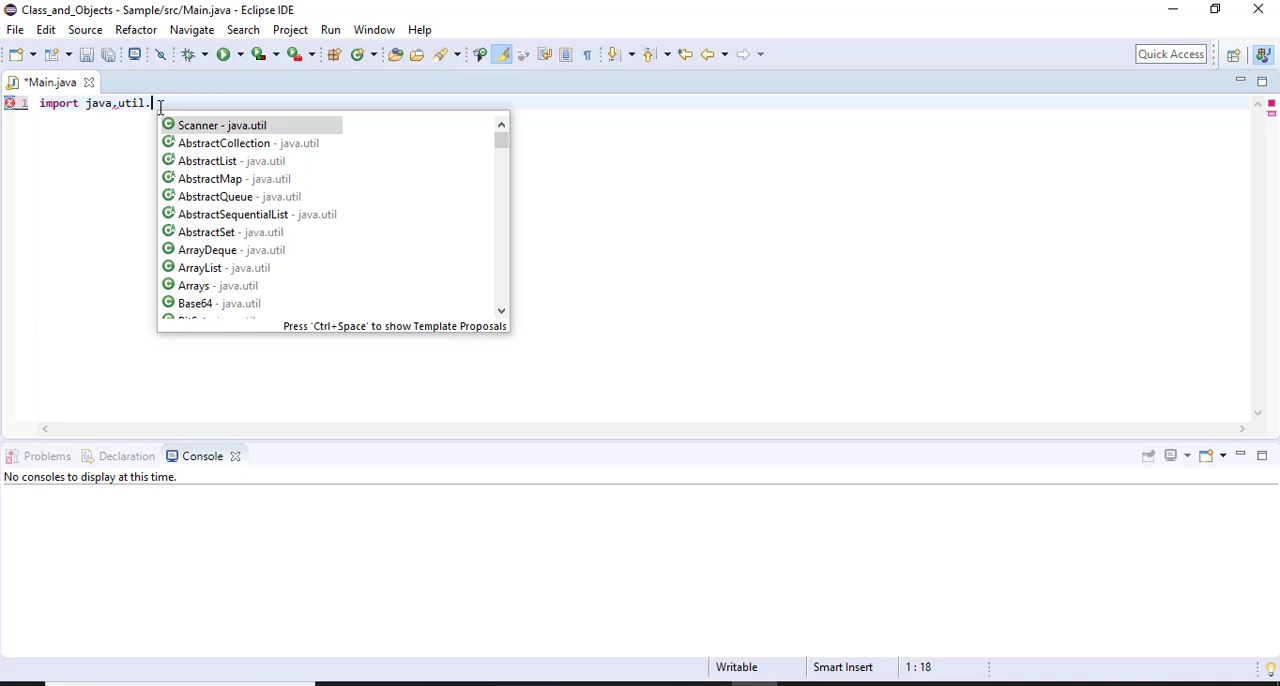 Class_and_Objects - Sample/src/Main.java - Eclipse IDE
File Edit Source Refactor Navigate Search Project Run Window Help
Quick Access
*Main.java
1 import java,util.
Scanner - java.util
AbstractCollection - java.util
AbstractList - java.util
AbstractMap - java.util
AbstractQueue - java.util
AbstractSequentialList - java.util
AbstractSet - java.util
ArrayDeque - java.util
ArrayList - java.util
Arrays - java.util
Base64 - java.util
Press 'Ctrl+Space' to show Template Proposals
Problems Declaration Console
No consoles to display at this time.
Writable Smart Insert 1 : 18